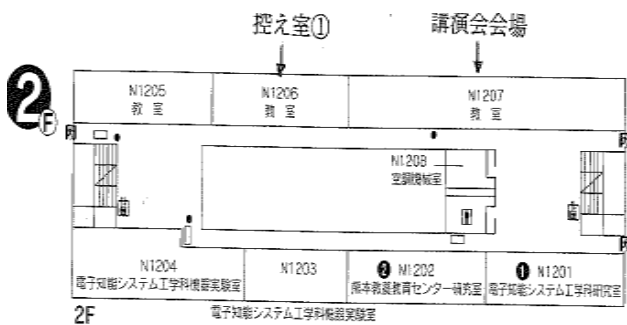 控え室①
講演会会場
2F
N1205
教室
N1206
教室
N1207
教室
N1208
空調機械室
N1204
電子知能システム工学科機器実験室
N1203
❷ N1202
熊本教養教育センター研究室
❶ N1201
電子知能システム工学科研究室
2F
電子知能システム工学科機器実験室